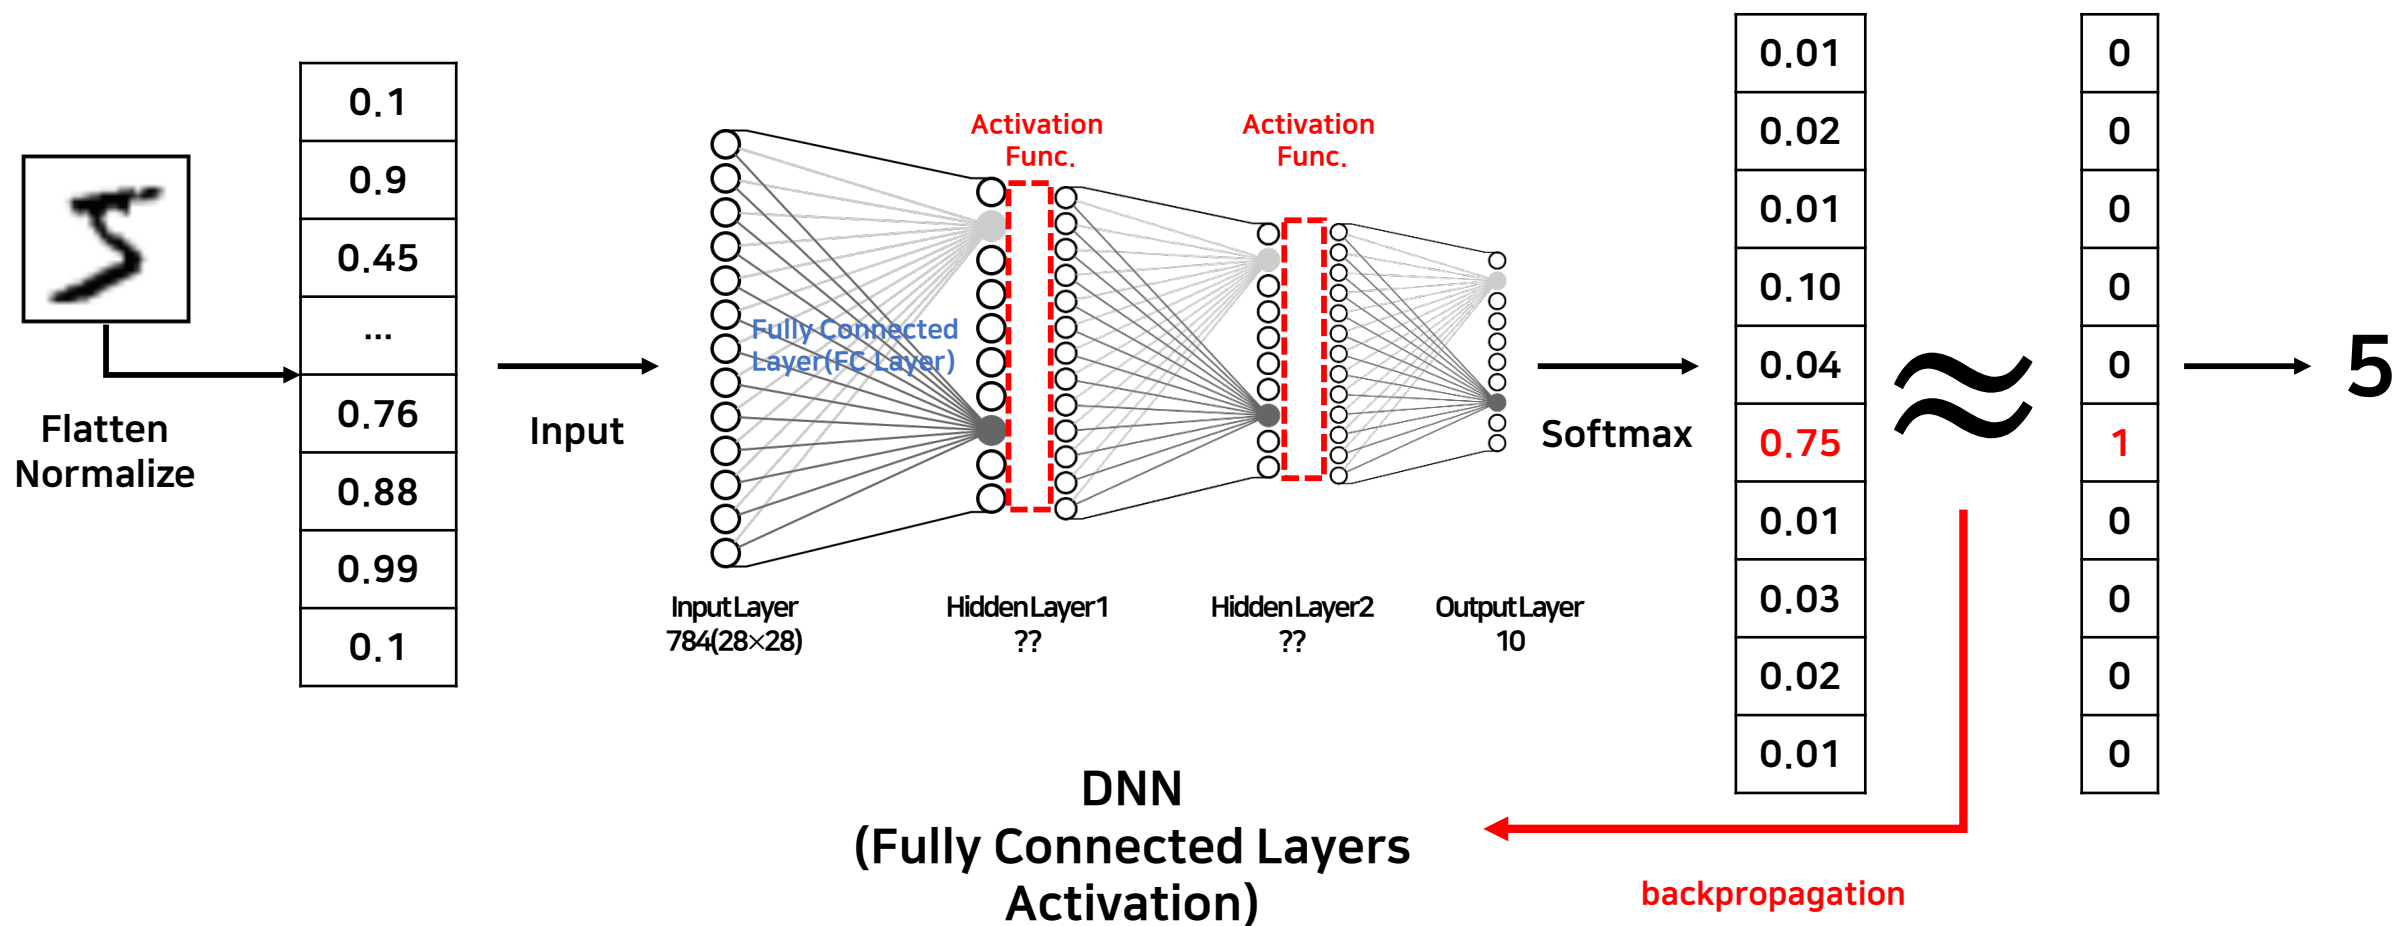 Flatten
Normalize
0.1
0.9
0.45
...
0.76
0.88
0.99
0.1
Input
Fully Connected
Layer(FC Layer)
Activation
Func.
Activation
Func.
Input Layer
784(28×28)
Hidden Layer1
??
Hidden Layer2
??
Output Layer
10
DNN
(Fully Connected Layers
Activation)
Softmax
0.01
0.02
0.01
0.10
0.04
0.75
0.01
0.03
0.02
0.01
≈
0
0
0
0
0
1
0
0
0
0
5
backpropagation
5